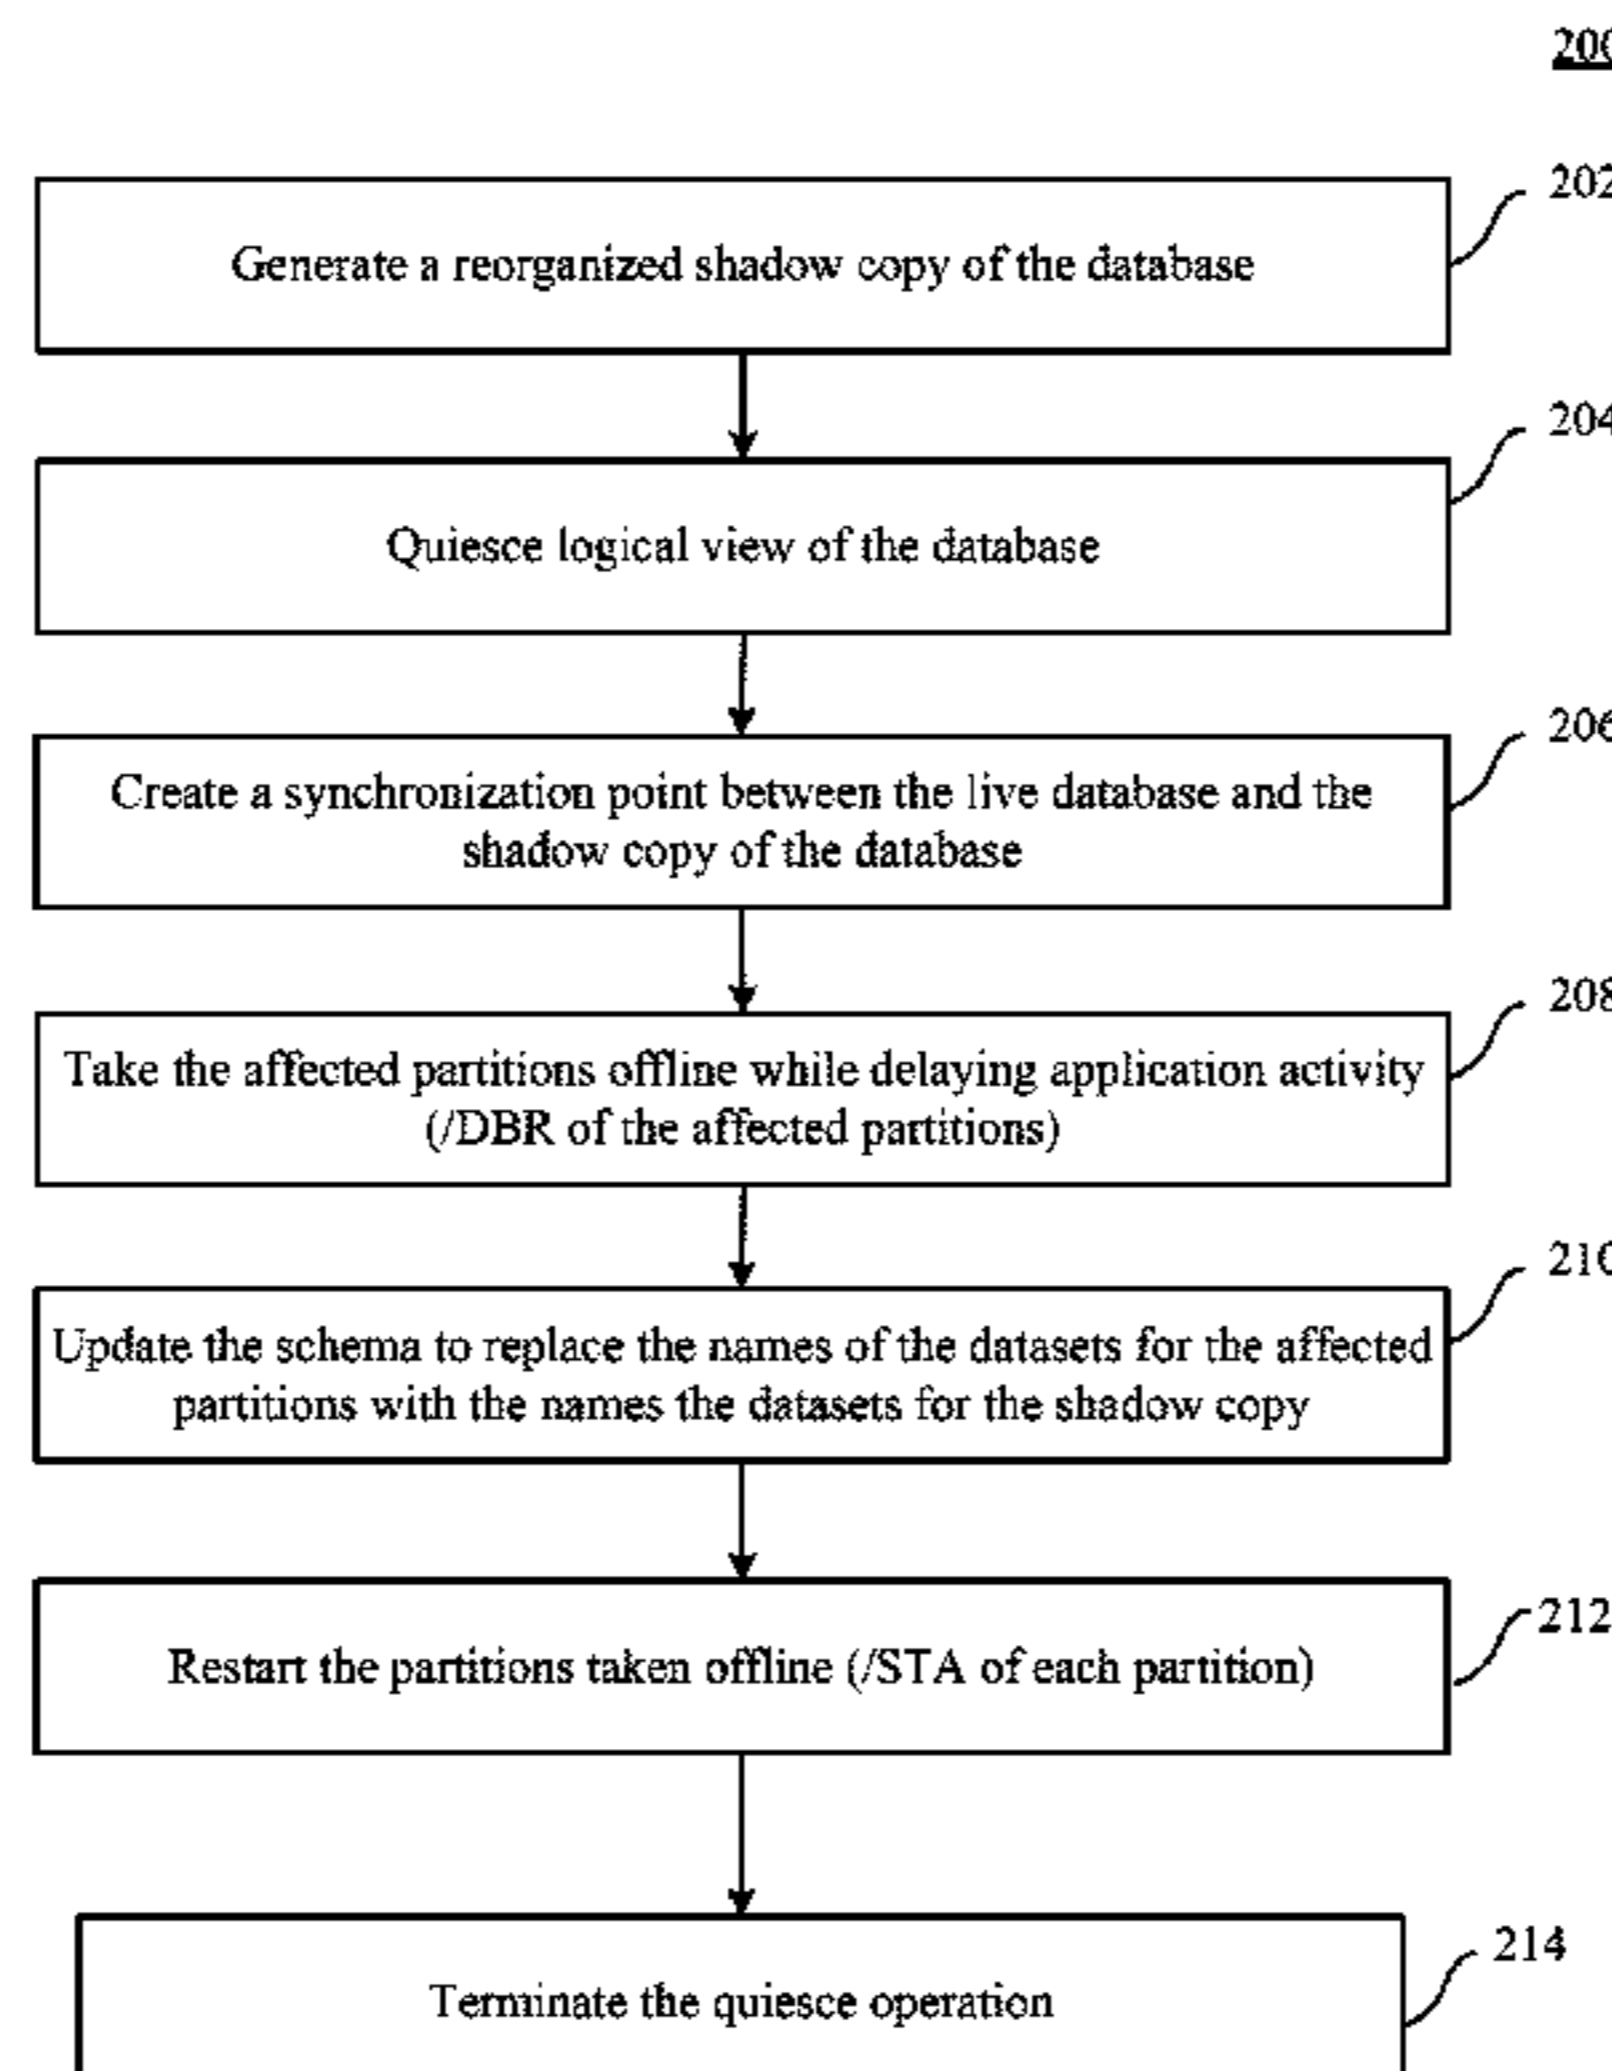 200
202
Generate a reorganized shadow copy of the database
204
Quiesce logical view of the database
206
Create a synchronization point between the live database and the
shadow copy of the database
208
Take the affected partitions offline while delaying application activity
(/DBR of the affected partitions)
210
Update the schema to replace the names of the datasets for the affected
partitions with the names the datasets for the shadow copy
212
Restart the partitions taken offline (/STA of each partition)
214
Terminate the quiesce operation